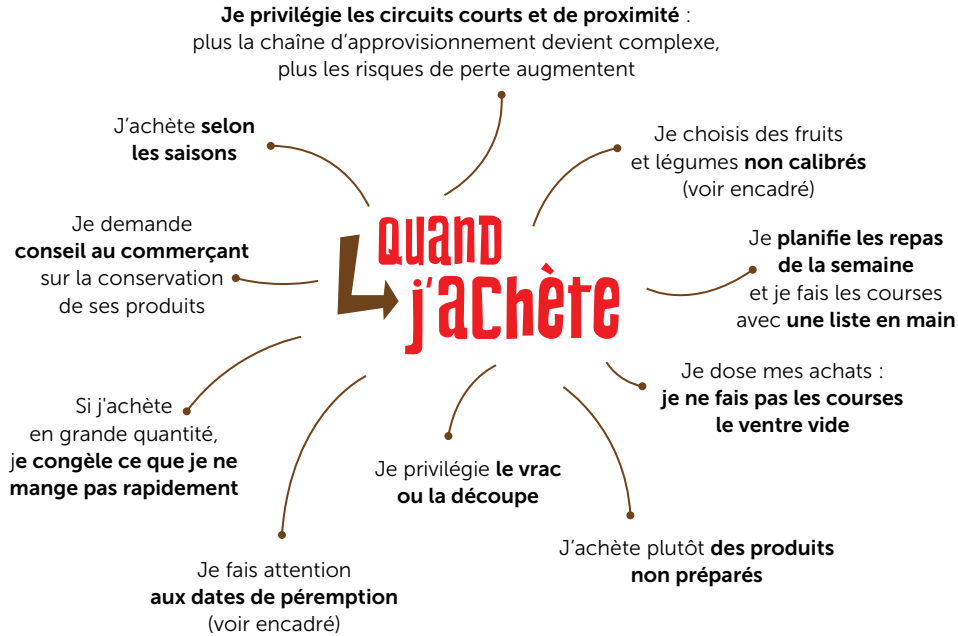 Je privilégie les circuits courts et de proximité :
plus la chaîne d'approvisionnement devient complexe,
plus les risques de perte augmentent
J'achète selon
les saisons
Je choisis des fruits
et légumes non calibrés
(voir encadré)
Je demande
conseil au commerçant
sur la conservation
de ses produits
quand
j'achète
Je planifie les repas
de la semaine
et je fais les courses
avec une liste en main
Je dose mes achats :
je ne fais pas les courses
le ventre vide
Si j'achète
en grande quantité,
je congèle ce que je ne
mange pas rapidement
Je privilégie le vrac
ou la découpe
J'achète plutôt des produits
non préparés
Je fais attention
aux dates de péremption
(voir encadré)